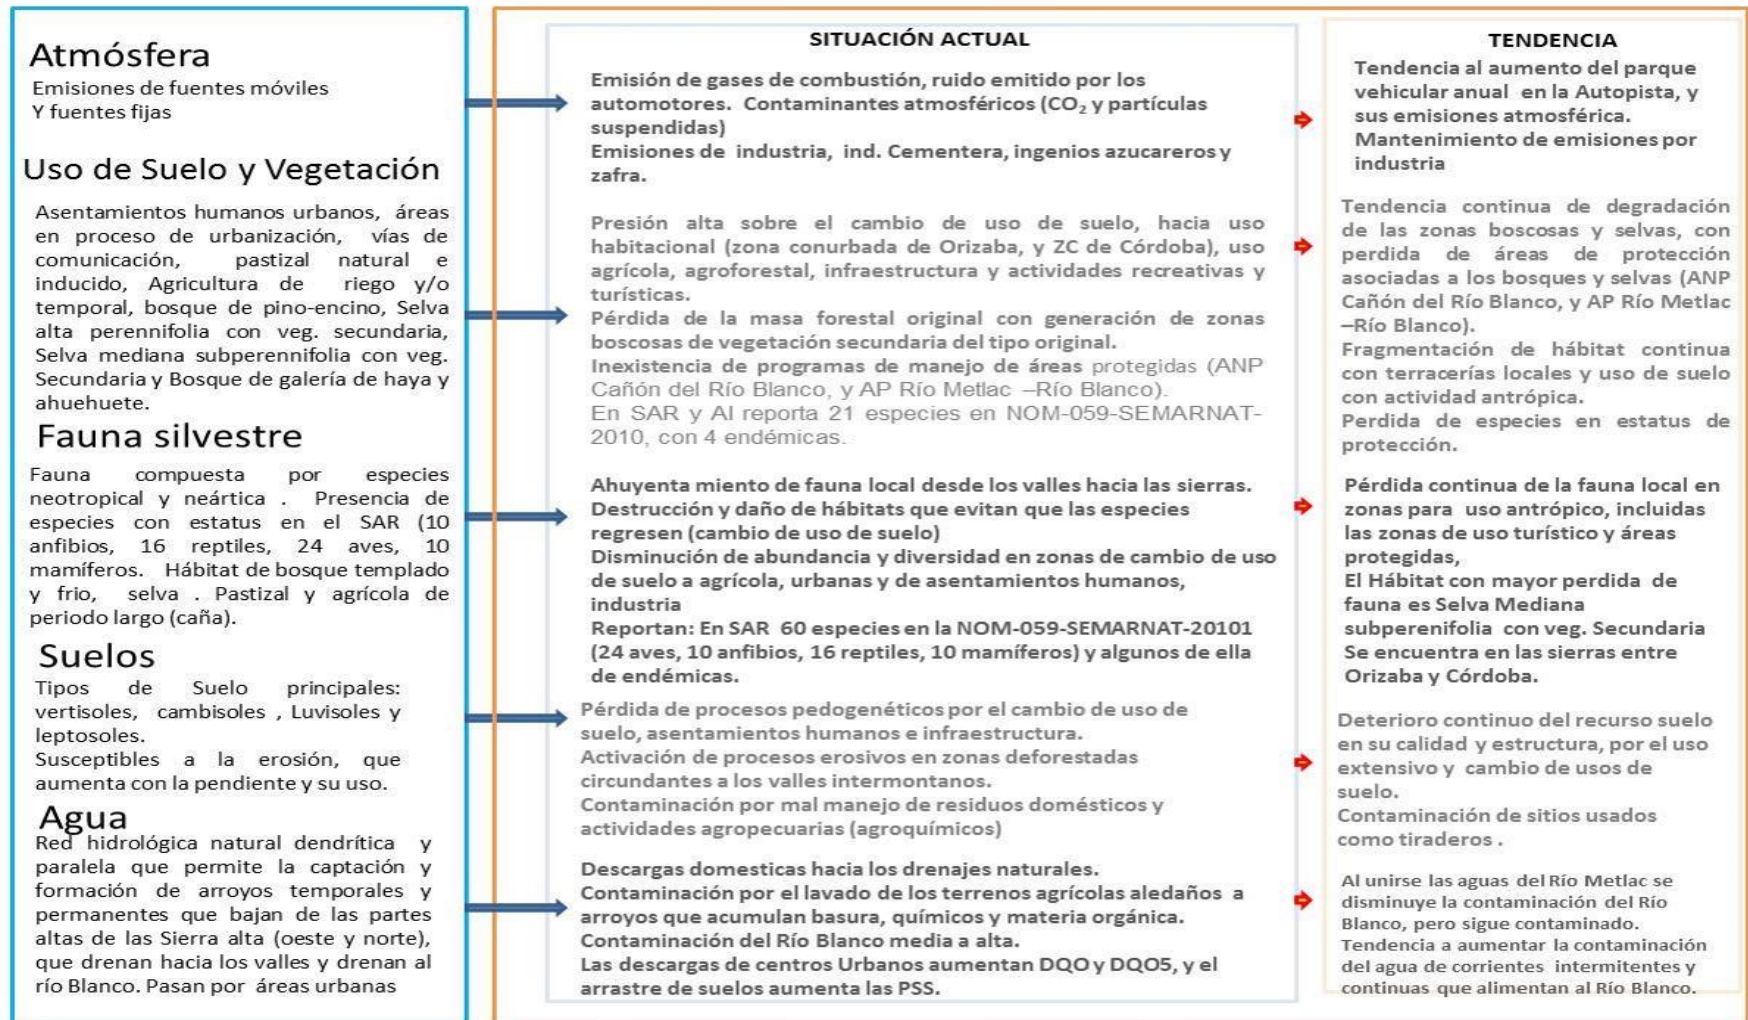 Atmósfera
Emisiones de fuentes móviles
Y fuentes fijas
Uso de Suelo y Vegetación
Asentamientos humanos urbanos, áreas
en proceso de urbanización, vías de
comunicación, pastizal natural e
inducido, Agricultura de riego y/o
temporal, bosque de pino-encino, Selva
alta perennifolia con veg. secundaria,
Selva mediana subperennifolia con veg.
Secundaria y Bosque de galería de haya y
ahuehuete.
Fauna silvestre
Fauna compuesta por especies
neotropical y neártica . Presencia de
especies con estatus en el SAR (10
anfibios, 16 reptiles, 24 aves, 10
mamíferos. Hábitat de bosque templado
y frio, selva . Pastizal y agrícola de
periodo largo (caña).
Suelos
Tipos de Suelo principales:
vertisoles, cambisoles , Luvisoles y
leptosoles.
Susceptibles a la erosión, que
aumenta con la pendiente y su uso.
Agua
Red hidrológica natural dendrítica y
paralela que permite la captación y
formación de arroyos temporales y
permanentes que bajan de las partes
altas de las Sierra alta (oeste y norte),
que drenan hacia los valles y drenan al
río Blanco. Pasan por áreas urbanas
SITUACIÓN ACTUAL
Emisión de gases de combustión, ruido emitido por los
automotores. Contaminantes atmosféricos (CO₂ y partículas
suspendidas)
Emisiones de industria, ind. Cementera, ingenios azucareros y
zafra.
Presión alta sobre el cambio de uso de suelo, hacia uso
habitacional (zona conurbada de Orizaba, y ZC de Córdoba), uso
agrícola, agroforestal, infraestructura y actividades recreativas y
turísticas.
Pérdida de la masa forestal original con generación de zonas
boscosas de vegetación secundaria del tipo original.
Inexistencia de programas de manejo de áreas protegidas (ANP
Cañón del Río Blanco, y AP Río Metlac –Río Blanco).
En SAR y AI reporta 21 especies en NOM-059-SEMARNAT-
2010, con 4 endémicas.
Ahuyenta miento de fauna local desde los valles hacia las sierras.
Destrucción y daño de hábitats que evitan que las especies
regresen (cambio de uso de suelo)
Disminución de abundancia y diversidad en zonas de cambio de uso
de suelo a agrícola, urbanas y de asentamientos humanos,
industria
Reportan: En SAR 60 especies en la NOM-059-SEMARNAT-20101
(24 aves, 10 anfibios, 16 reptiles, 10 mamíferos) y algunos de ella
de endémicas.
Pérdida de procesos pedogenéticos por el cambio de uso de
suelo, asentamientos humanos e infraestructura.
Activación de procesos erosivos en zonas deforestadas
circundantes a los valles intermontanos.
Contaminación por mal manejo de residuos domésticos y
actividades agropecuarias (agroquímicos)
Descargas domesticas hacia los drenajes naturales.
Contaminación por el lavado de los terrenos agrícolas aledaños a
arroyos que acumulan basura, químicos y materia orgánica.
Contaminación del Río Blanco media a alta.
Las descargas de centros Urbanos aumentan DQO y DQO5, y el
arrastre de suelos aumenta las PSS.
TENDENCIA
Tendencia al aumento del parque
vehicular anual en la Autopista, y
sus emisiones atmosférica.
Mantenimiento de emisiones por
industria
Tendencia continua de degradación
de las zonas boscosas y selvas, con
perdida de áreas de protección
asociadas a los bosques y selvas (ANP
Cañón del Río Blanco, y AP Río Metlac
–Río Blanco).
Fragmentación de hábitat continua
con terracerías locales y uso de suelo
con actividad antrópica.
Perdida de especies en estatus de
protección.
Pérdida continua de la fauna local en
zonas para uso antrópico, incluidas
las zonas de uso turístico y áreas
protegidas,
El Hábitat con mayor perdida de
fauna es Selva Mediana
subperenifolia con veg. Secundaria
Se encuentra en las sierras entre
Orizaba y Córdoba.
Deterioro continuo del recurso suelo
en su calidad y estructura, por el uso
extensivo y cambio de usos de
suelo.
Contaminación de sitios usados
como tiraderos .
Al unirse las aguas del Río Metlac se
disminuye la contaminación del Río
Blanco, pero sigue contaminado.
Tendencia a aumentar la contaminación
del agua de corrientes intermitentes y
continuas que alimentan al Río Blanco.